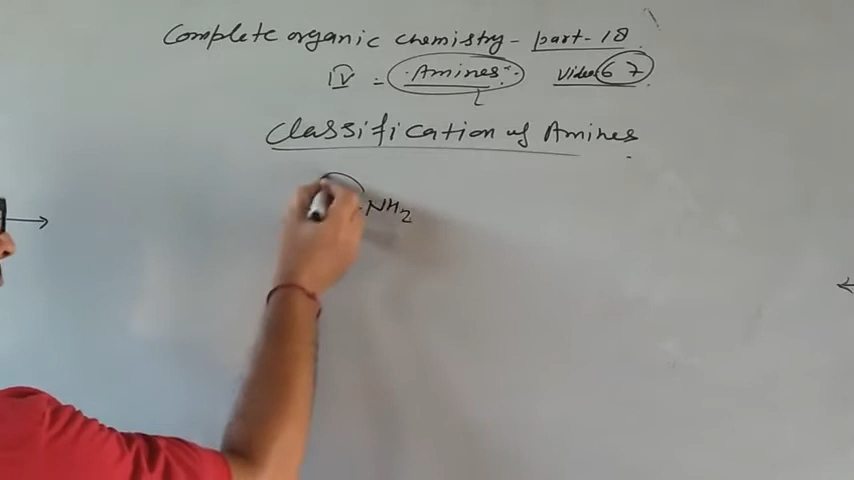 Complete organic chemistry - part - 18
IV = Amines Video 67
Classification of Amines
-NH2